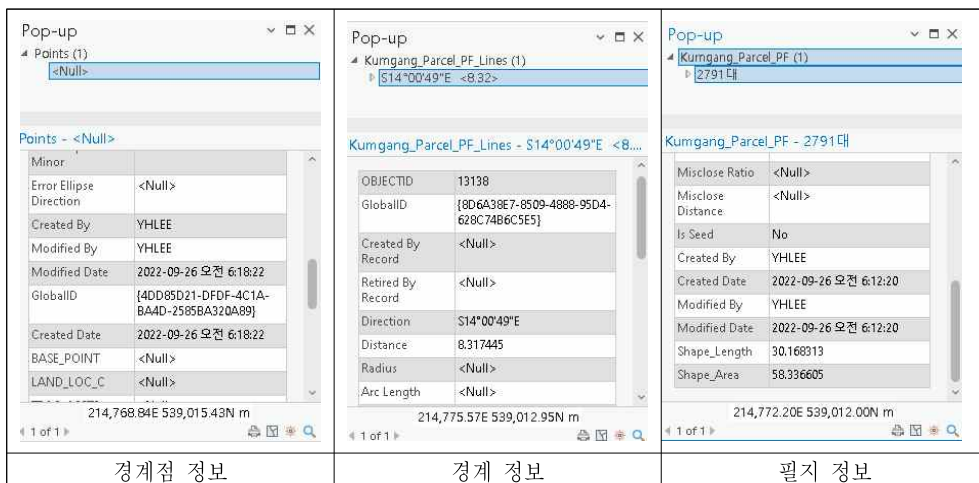 Pop-up
Points (1)
<Null>
Points - <Null>
Minor
Error Ellipse Direction <Null>
Created By YHLEE
Modified By YHLEE
Modified Date 2022-09-26 오전 6:18:22
GlobalID {4DD85D21-DFDF-4C1A-
BA4D-2585BA320A89}
Created Date 2022-09-26 오전 6:18:22
BASE_POINT <Null>
LAND_LOC_C <Null>
214,768.84E 539,015.43N m
1 of 1
경계점 정보
Pop-up
Kumgang_Parcel_PF_Lines (1)
S14°00'49"E <8.32>
Kumgang_Parcel_PF_Lines - S14°00'49"E <8....
OBJECTID 13138
GlobalID {8D6A38E7-8509-4888-95D4-
628C74B6C5E5}
Created By Record <Null>
Retired By Record <Null>
Direction S14°00'49"E
Distance 8.317445
Radius <Null>
Arc Length <Null>
214,775.57E 539,012.95N m
1 of 1
경계 정보
Pop-up
Kumgang_Parcel_PF (1)
2791대
Kumgang_Parcel_PF - 2791대
Misclose Ratio <Null>
Misclose Distance <Null>
Is Seed No
Created By YHLEE
Created Date 2022-09-26 오전 6:12:20
Modified By YHLEE
Modified Date 2022-09-26 오전 6:12:20
Shape_Length 30.168313
Shape_Area 58.336605
214,772.20E 539,012.00N m
1 of 1
필지 정보